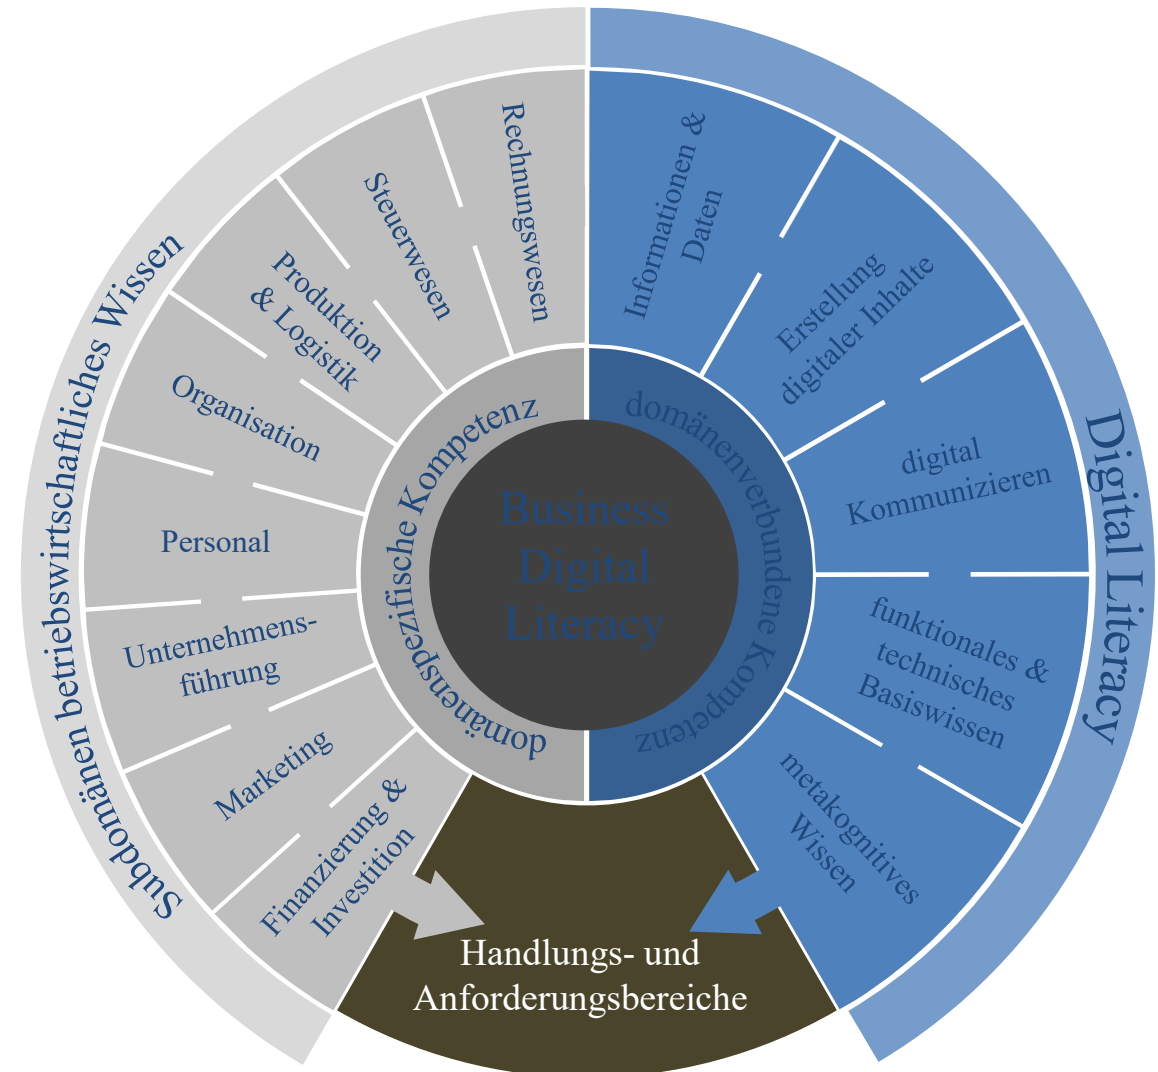 Business
Digital
Literacy
domänenspezifische Kompetenz
domänenverbundene Kompetenz
Subdomänen betriebswirtschaftliches Wissen
Rechnungswesen
Steuerwesen
Produktion
& Logistik
Organisation
Personal
Unternehmens-
führung
Marketing
Finanzierung &
Investition
Digital Literacy
Informationen &
Daten
Erstellung
digitaler Inhalte
digital
Kommunizieren
funktionales &
technisches
Basiswissen
metakognitives
Wissen
Handlungs- und
Anforderungsbereiche